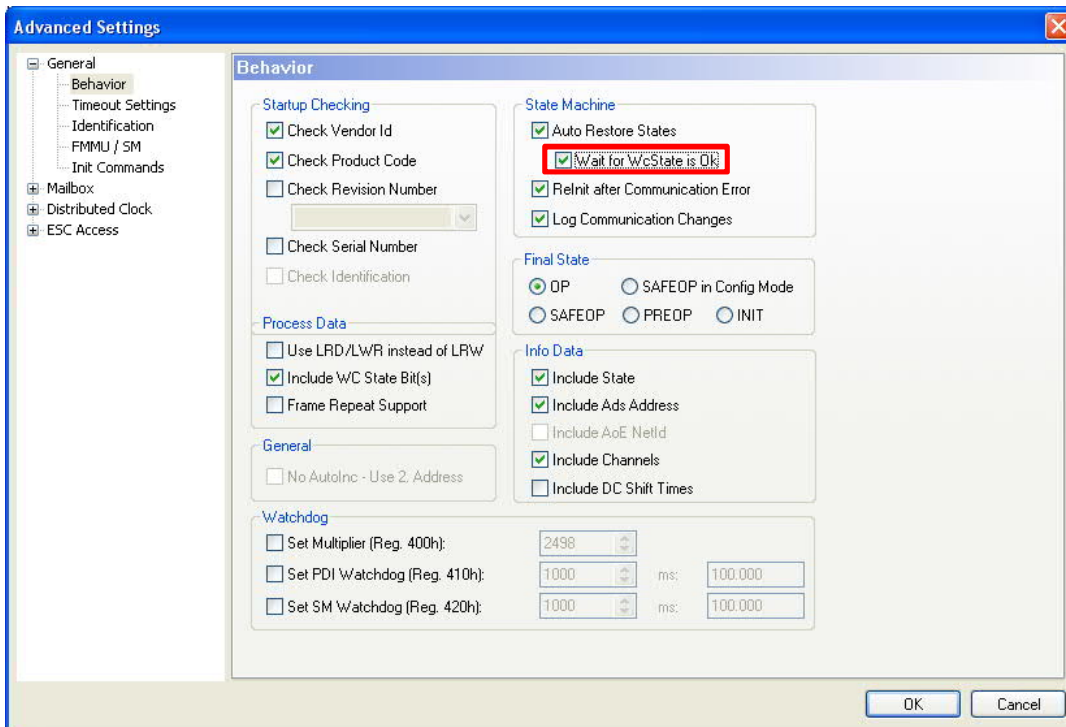 Advanced Settings
General
Behavior
Timeout Settings
Identification
FMMU / SM
Init Commands
Mailbox
Distributed Clock
ESC Access
Behavior
Startup Checking
Check Vendor Id
Check Product Code
Check Revision Number
Check Serial Number
Check Identification
Process Data
Use LRD/LWR instead of LRW
Include WC State Bit(s)
Frame Repeat Support
General
No AutoInc - Use 2. Address
State Machine
Auto Restore States
Wait for WcState is Ok
ReInit after Communication Error
Log Communication Changes
Final State
OP SAFEOP in Config Mode
SAFEOP PREOP INIT
Info Data
Include State
Include Ads Address
Include AoE NetId
Include Channels
Include DC Shift Times
Watchdog
Set Multiplier (Reg. 400h): 2498
Set PDI Watchdog (Reg. 410h): 1000 ms: 100.000
Set SM Watchdog (Reg. 420h): 1000 ms: 100.000
OK Cancel